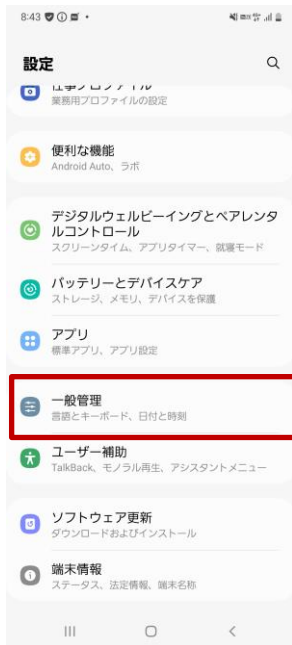 8:43
設定
仕事プロファイル
業務用プロファイルの設定
便利な機能
Android Auto、ラボ
デジタルウェルビーイングとペアレンタ
ルコントロール
スクリーンタイム、アプリタイマー、就寝モード
バッテリーとデバイスケア
ストレージ、メモリ、デバイスを保護
アプリ
標準アプリ、アプリ設定
一般管理
言語とキーボード、日付と時刻
ユーザー補助
TalkBack、モノラル再生、アシスタントメニュー
ソフトウェア更新
ダウンロードおよびインストール
端末情報
ステータス、法定情報、端末名称